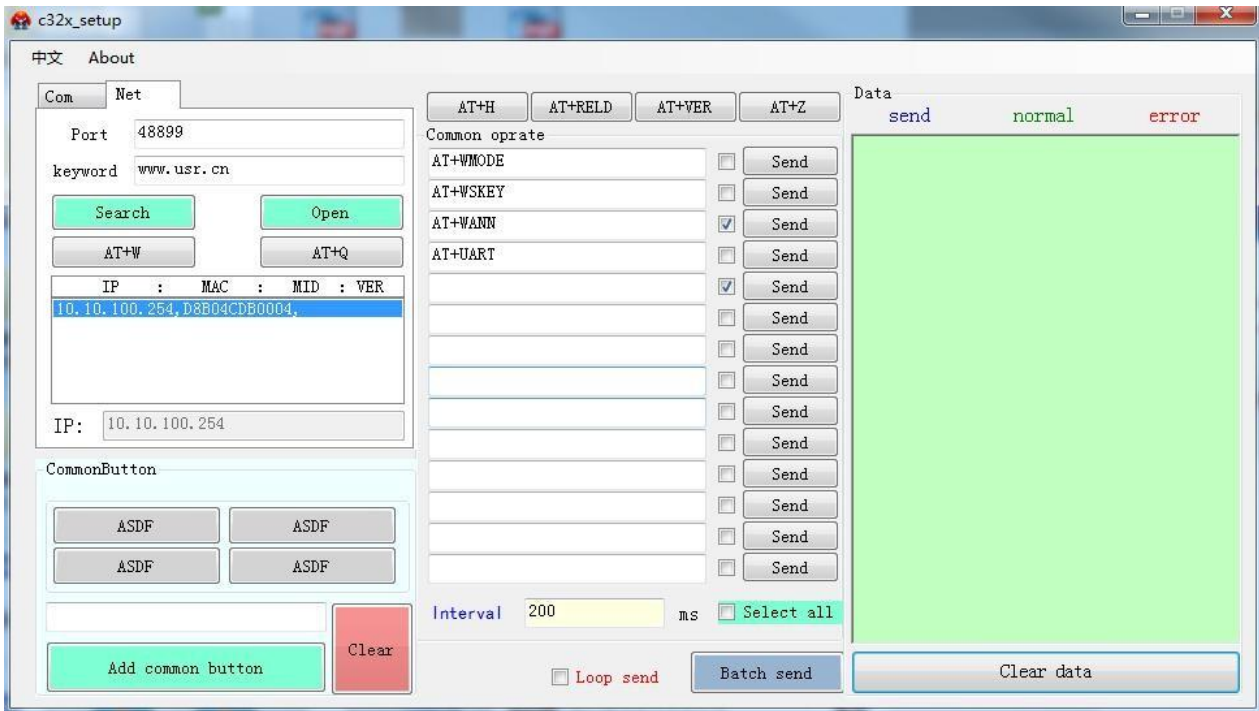 c32x_setup
中文 About
Com Net
Port 48899
keyword www.usr.cn
Search Open
AT+W AT+Q
IP : MAC : MID : VER
10.10.100.254,D8B04CDB0004,
IP: 10.10.100.254
CommonButton
ASDF ASDF
ASDF ASDF
Add common button
Clear
AT+H AT+RELD AT+VER AT+Z
Common oprate
AT+WMODE Send
AT+WSKEY Send
AT+WANN Send
AT+UART Send
Send
Send
Send
Send
Send
Send
Send
Send
Send
Send
Interval 200 ms Select all
Loop send Batch send
Data
send normal error
Clear data